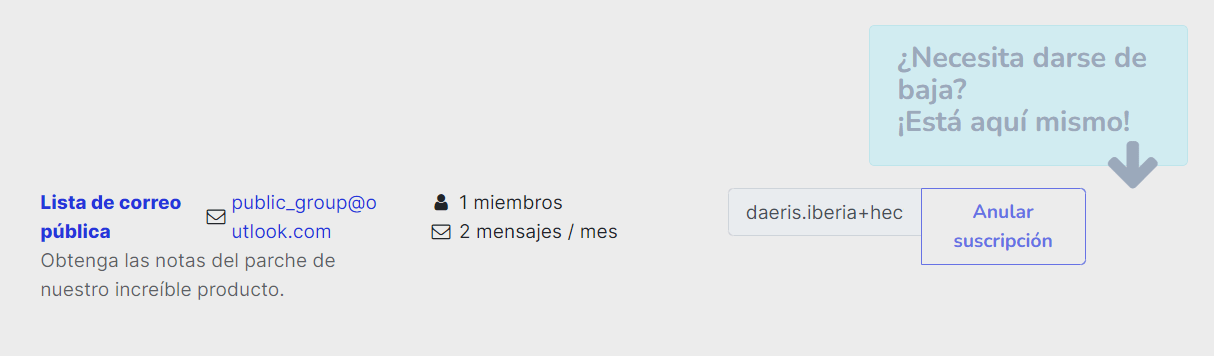 ¿Necesita darse de
baja?
¡Está aquí mismo!
Lista de correo
pública
public_group@o
utlook.com
Obtenga las notas del parche de
nuestro increíble producto.
1 miembros
2 mensajes / mes
daeris.iberia+hec
Anular
suscripción